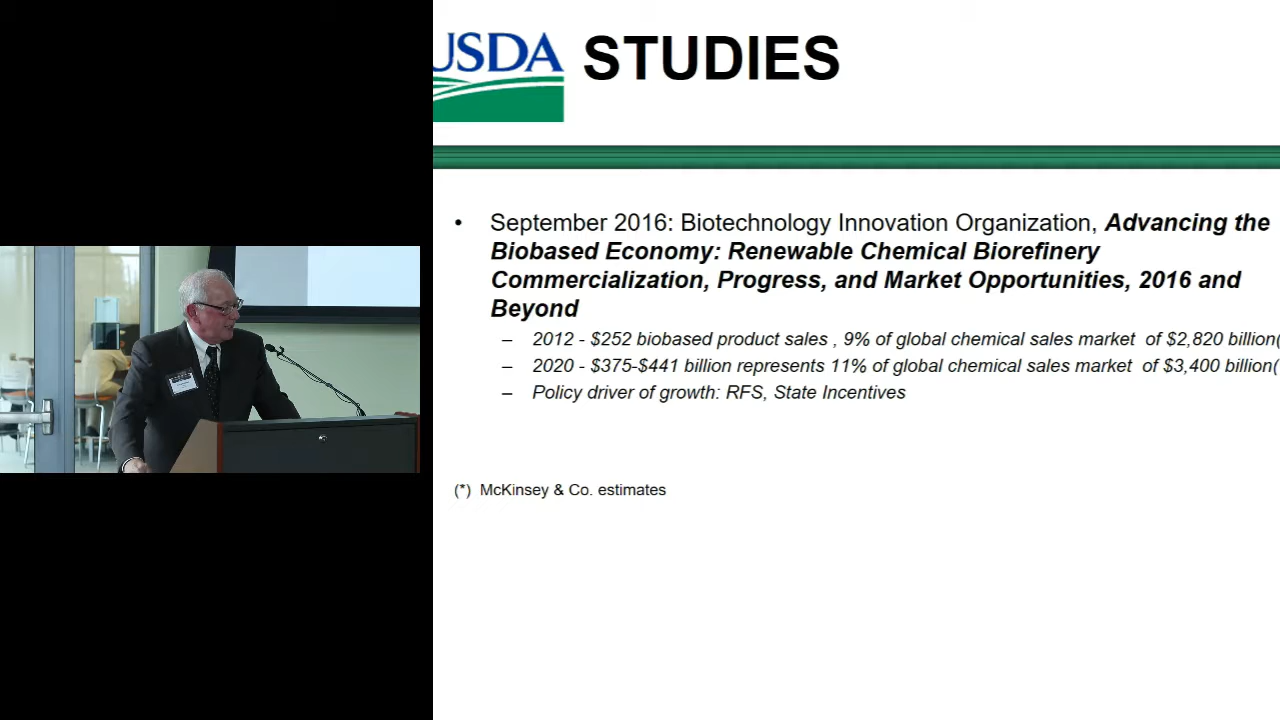 USDA STUDIES
• September 2016: Biotechnology Innovation Organization, Advancing the
Biobased Economy: Renewable Chemical Biorefinery
Commercialization, Progress, and Market Opportunities, 2016 and
Beyond
– 2012 - $252 biobased product sales , 9% of global chemical sales market of $2,820 billion(
– 2020 - $375-$441 billion represents 11% of global chemical sales market of $3,400 billion(
– Policy driver of growth: RFS, State Incentives
(*) McKinsey & Co. estimates